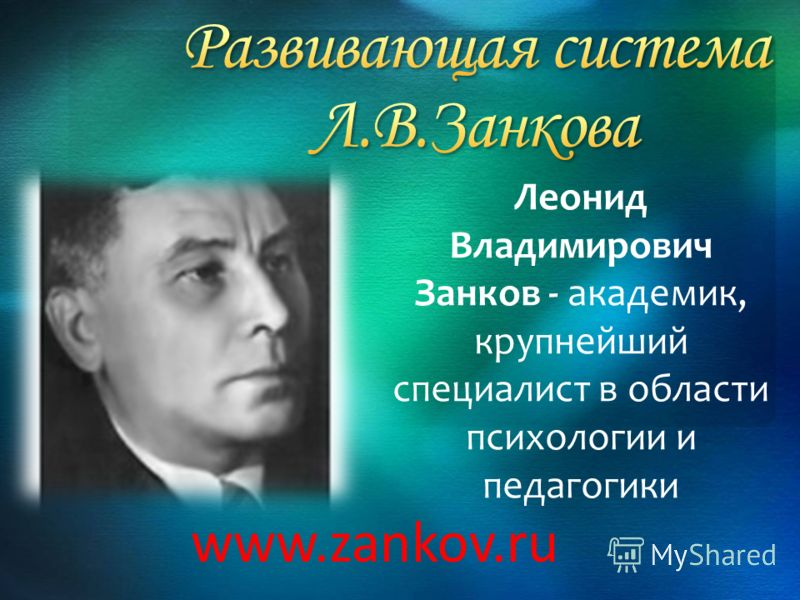 Развивающая система
Л.В.Занкова
Леонид
Владимирович
Занков - академик,
крупнейший
специалист в области
психологии и
педагогики
www.zankov.ru
MyShared